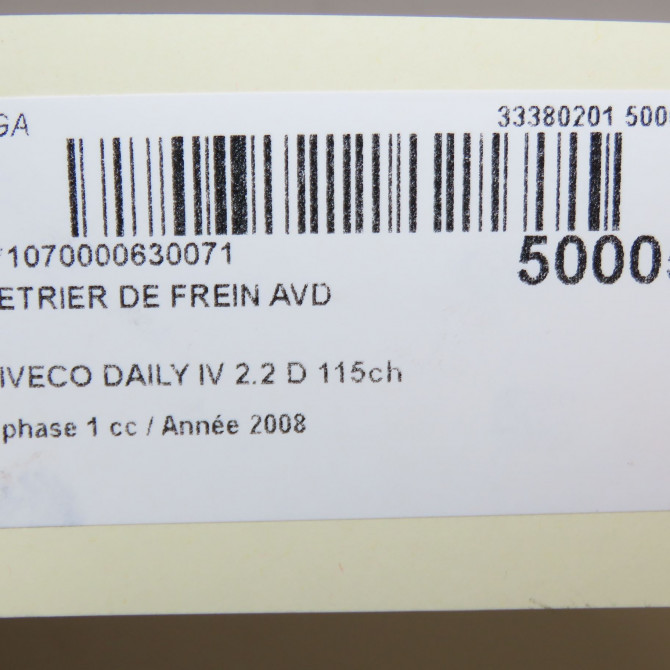 GA
33380201 500
*1070000630071
5000
ETRIER DE FREIN AVD
IVECO DAILY IV 2.2 D 115ch
phase 1 cc / Année 2008